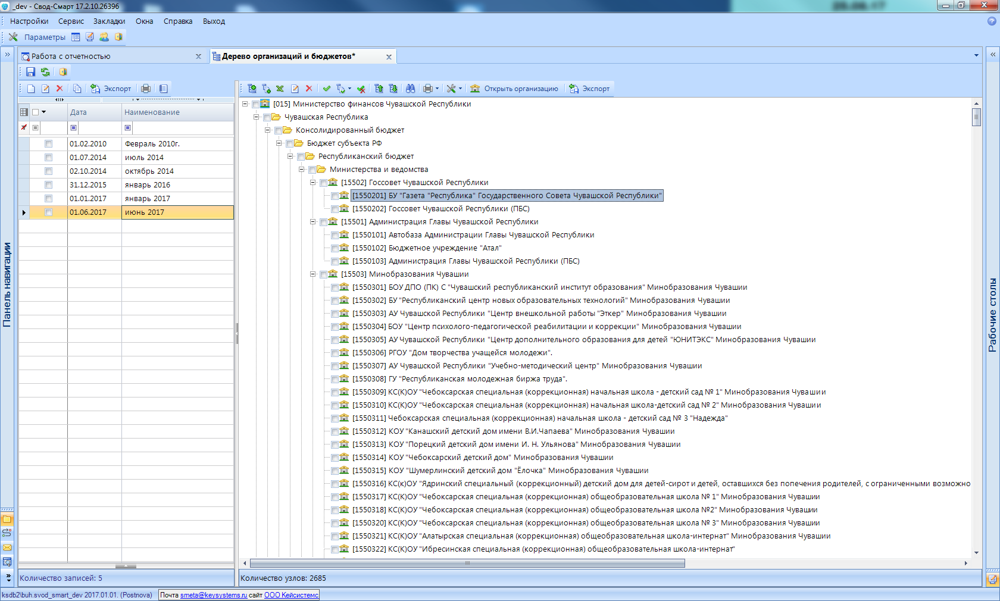 _dev - Свод-Смарт 17.2.10.26396
Настройки Сервис Закладки Окна Справка Выход
Параметры
Работа с отчетностью
Дерево организаций и бюджетов*
Экспорт
Открыть организацию Экспорт
Дата Наименование
01.02.2010 Февраль 2010г.
01.07.2014 июль 2014
02.10.2014 октябрь 2014
31.12.2015 январь 2016
01.01.2017 январь 2017
01.06.2017 июнь 2017
[015] Министерство финансов Чувашской Республики
Чувашская Республика
Консолидированный бюджет
Бюджет субъекта РФ
Республиканский бюджет
Министерства и ведомства
[15502] Госсовет Чувашской Республики
[1550201] БУ "Газета "Республика" Государственного Совета Чувашской Республики"
[1550202] Госсовет Чувашской Республики (ПБС)
[15501] Администрация Главы Чувашской Республики
[1550101] Автобаза Администрации Главы Чувашской Республики
[1550102] Бюджетное учреждение "Атал"
[1550103] Администрация Главы Чувашской Республики (ПБС)
[15503] Минобразования Чувашии
[1550301] БОУ ДПО (ПК) С "Чувашский республиканский институт образования" Минобразования Чувашии
[1550302] БУ "Республиканский центр новых образовательных технологий" Минобразования Чувашии
[1550303] АУ Чувашской Республики "Центр внешкольной работы "Эткер" Минобразования Чувашии
[1550304] БОУ "Центр психолого-педагогической реабилитации и коррекции" Минобразования Чувашии
[1550305] АУ Чувашской Республики "Центр дополнительного образования для детей "ЮНИТЭКС" Минобразования Чувашии
[1550306] РГОУ "Дом творчества учащейся молодежи".
[1550307] АУ Чувашской Республики "Учебно-методический центр" Минобразования Чувашии
[1550308] ГУ "Республиканская молодежная биржа труда".
[1550309] КС(К)ОУ "Чебоксарская специальная (коррекционная) начальная школа - детский сад № 1" Минобразования Чувашии
[1550310] КС(К)ОУ "Чебоксарская специальная (коррекционная) начальная школа-детский сад № 2" Минобразования Чувашии
[1550311] Чебоксарская специальная (коррекционная) начальная школа - детский сад № 3 "Надежда"
[1550312] КОУ "Канашский детский дом имени В.И.Чапаева" Минобразования Чувашии
[1550313] КОУ "Порецкий детский дом имени И. Н. Ульянова" Минобразования Чувашии
[1550314] КОУ "Чебоксарский детский дом" Минобразования Чувашии
[1550315] КОУ "Шумерлинский детский дом "Ёлочка" Минобразования Чувашии
[1550316] КС(к)ОУ "Ядринский специальный (коррекционный) детский дом для детей-сирот и детей, оставшихся без попечения родителей, с ограниченными возможно
[1550317] КС(К)ОУ "Чебоксарская специальная (коррекционная) общеобразовательная школа № 1" Минобразования Чувашии
[1550318] КС(К)ОУ "Чебоксарская специальная (коррекционная) общеобразовательная школа №2" Минобразования Чувашии
[1550320] КС(К)ОУ "Чебоксарская специальная (коррекционная) общеобразовательная школа № 3" Минобразования Чувашии
[1550321] КС(К)ОУ "Алатырская специальная (коррекционная) общеобразовательная школа-интернат" Минобразования Чувашии
[1550322] КС(К)ОУ "Ибресинская специальная (коррекционная) общеобразовательная школа-интернат"
Панель навигации
Рабочие столы
Количество записей: 5
Количество узлов: 2685
ksdb2\buh.svod_smart_dev 2017.01.01. (Postnova) Почта smeta@keysystems.ru сайт ООО Кейсистемс